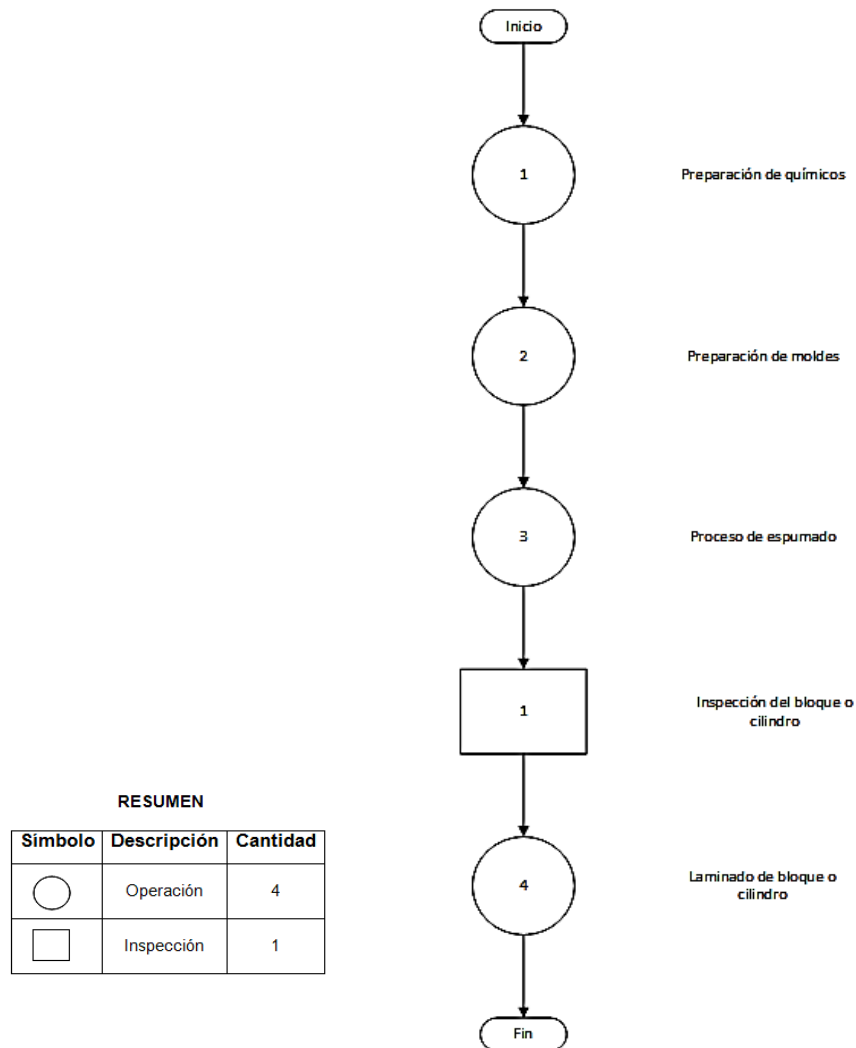 Inicio
1
Preparación de químicos
2
Preparación de moldes
3
Proceso de espumado
1
Inspección del bloque o
cilindro
4
Laminado de bloque o
cilindro
Fin
RESUMEN
Símbolo Descripción Cantidad
Operación 4
Inspección 1